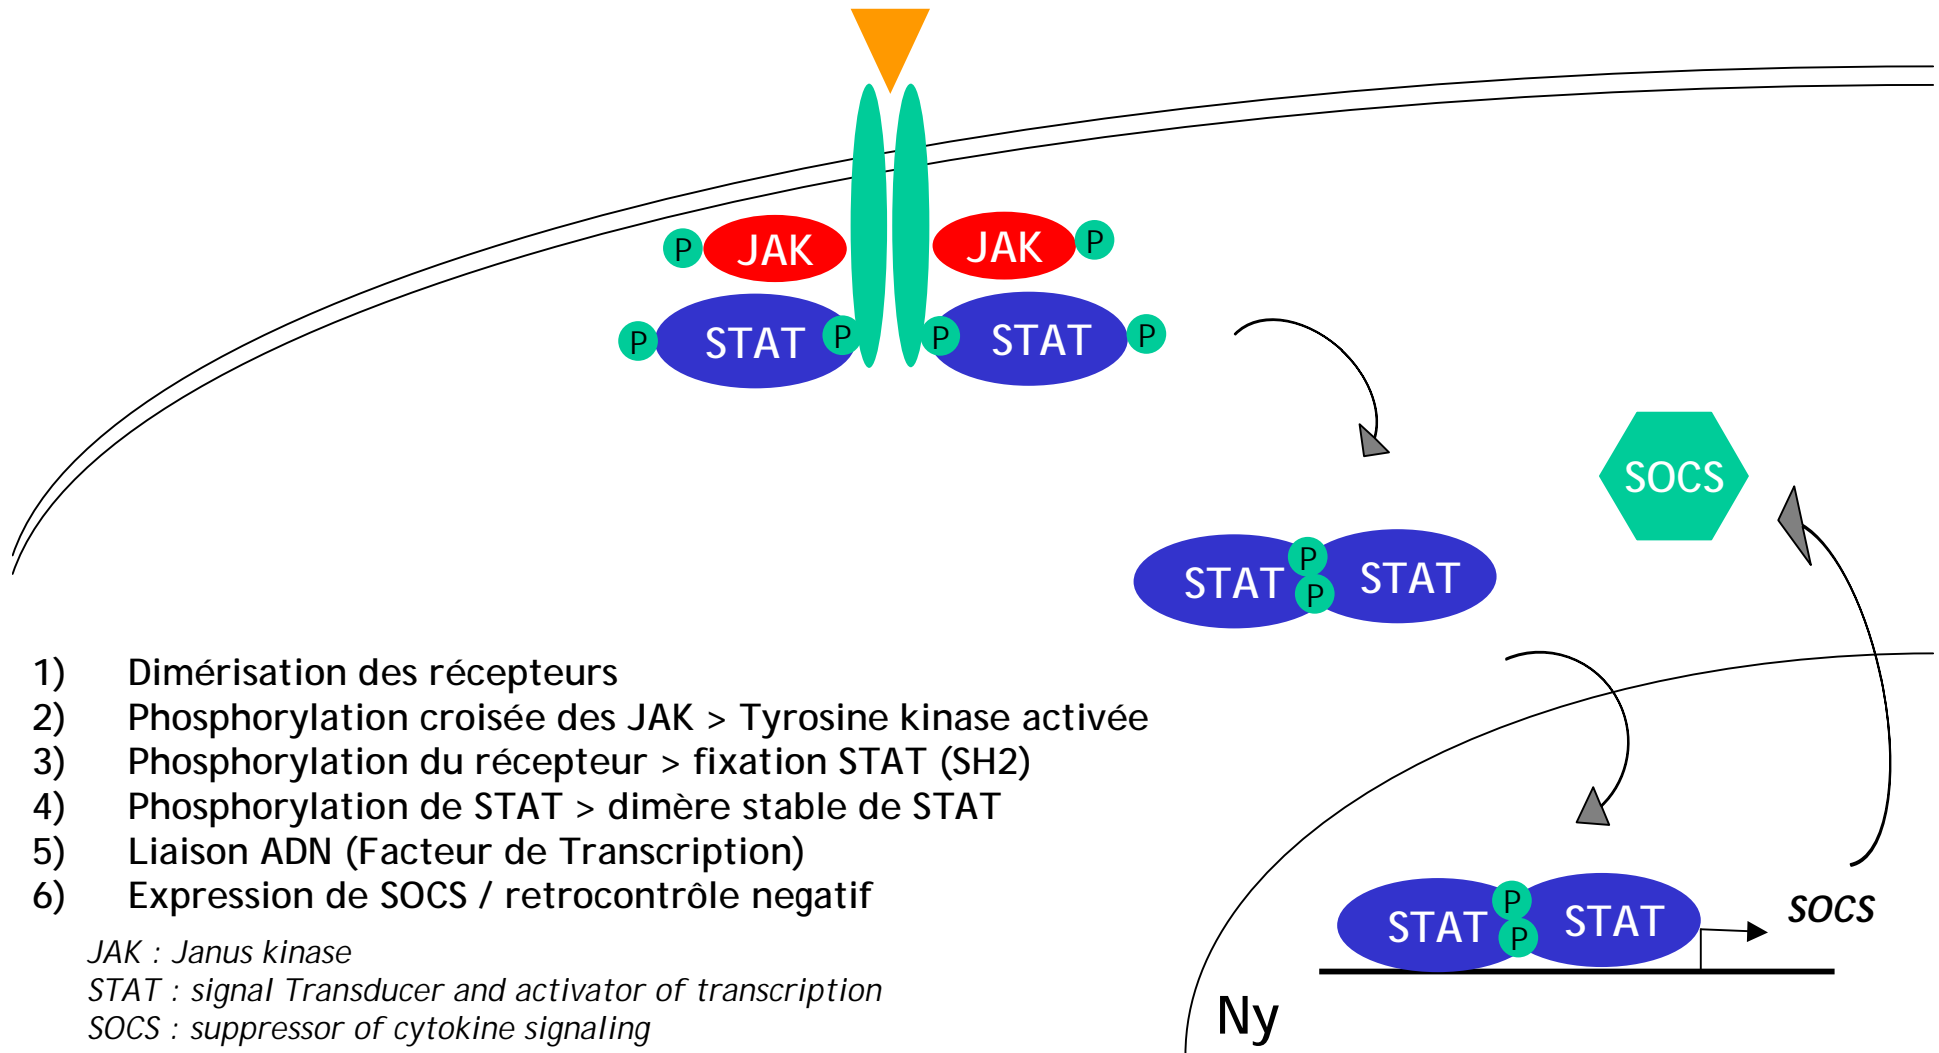 P JAK JAK P
P STAT P P STAT P
SOCS
STAT P P STAT
1) Dimérisation des récepteurs
2) Phosphorylation croisée des JAK > Tyrosine kinase activée
3) Phosphorylation du récepteur > fixation STAT (SH2)
4) Phosphorylation de STAT > dimère stable de STAT
5) Liaison ADN (Facteur de Transcription)
6) Expression de SOCS / retrocontrôle negatif
JAK : Janus kinase
STAT : signal Transducer and activator of transcription
SOCS : suppressor of cytokine signaling
STAT P P STAT
SOCS
Ny